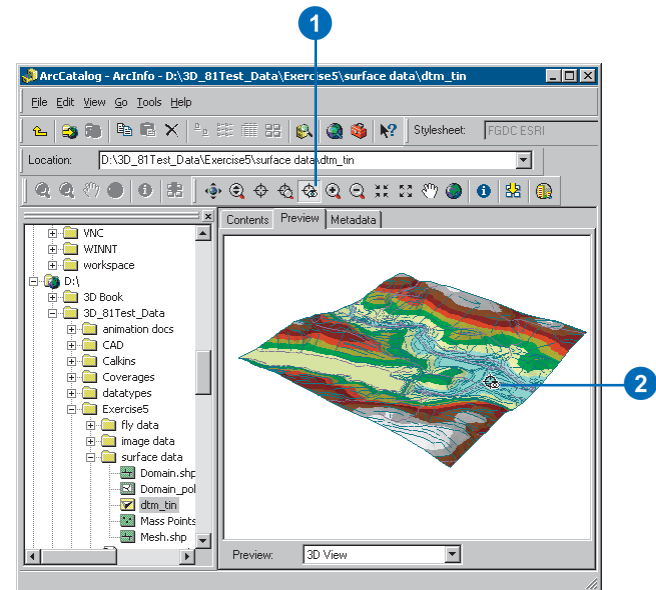 1
ArcCatalog - ArcInfo - D:\3D_81Test_Data\Exercise5\surface data\dtm_tin
File Edit View Go Tools Help
Stylesheet: FGDC ESRI
Location: D:\3D_81Test_Data\Exercise5\surface data\dtm_tin
Contents Preview Metadata
VNC
WINNT
workspace
D:\
3D Book
3D_81Test_Data
animation docs
CAD
Calkins
Coverages
datatypes
Exercise5
fly data
image data
surface data
Domain.shp
Domain_pol
dtm_tin
Mass Points
Mesh.shp
2
Preview: 3D View